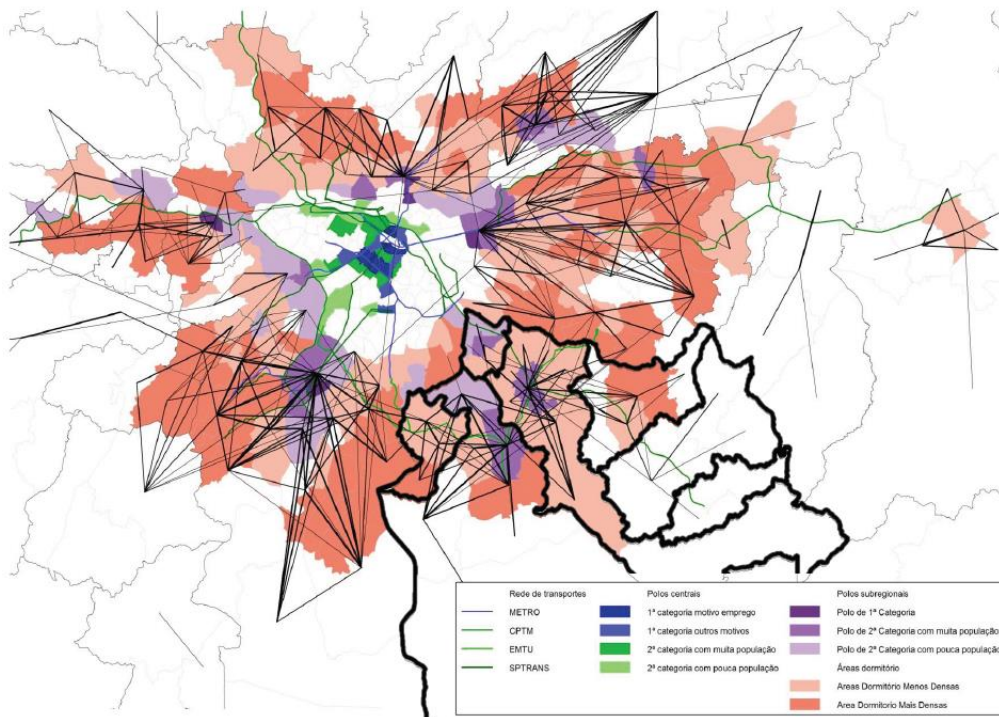 Rede de transportes
METRO
CPTM
EMTU
SPTRANS
Polos centrais
1ª categoria motivo emprego
1ª categoria outros motivos
2ª categoria com muita população
2ª categoria com pouca população
Polos subregionais
Polo de 1ª Categoria
Polo de 2ª Categoria com muita população
Polo de 2ª Categoria com pouca população
Áreas dormitório
Areas Dormitório Menos Densas
Area Dormitorio Mais Densas